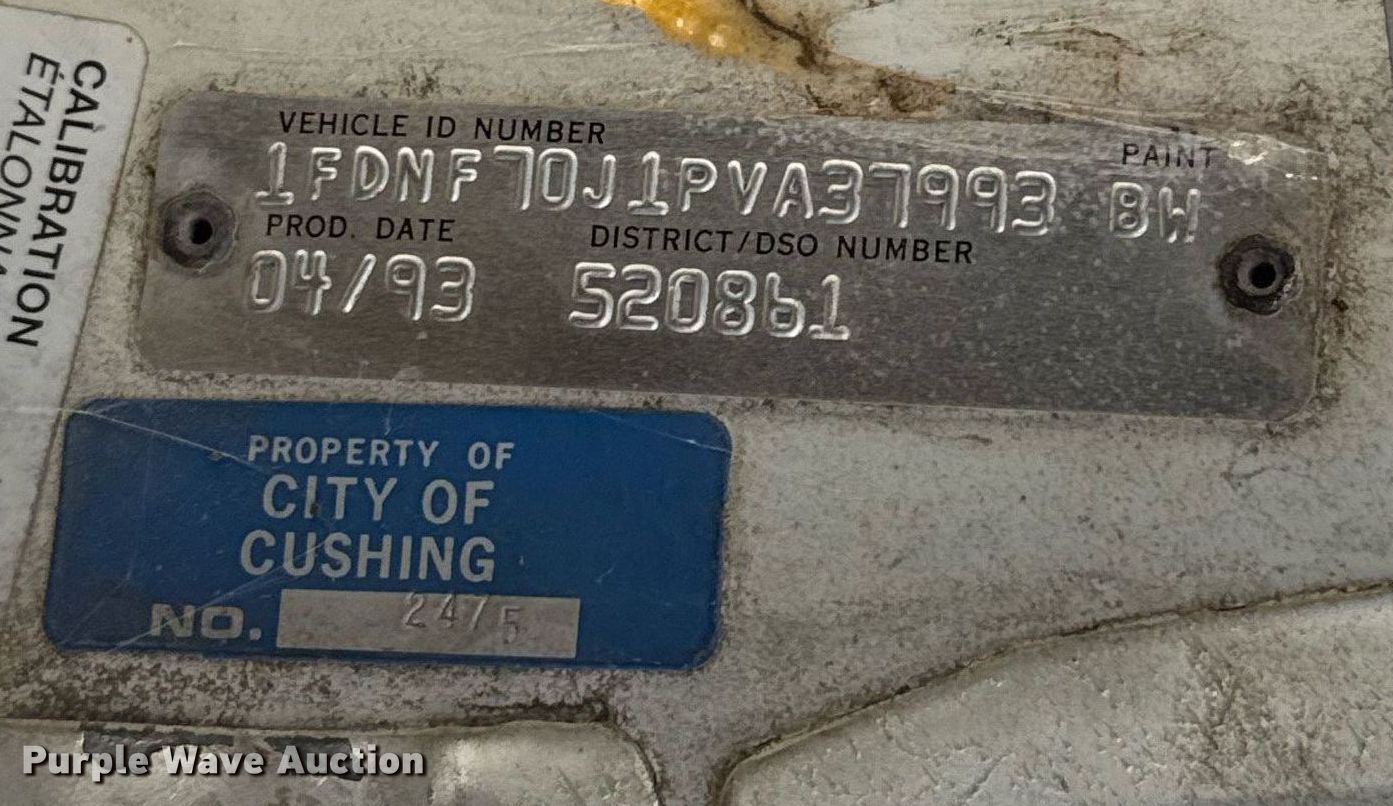 CALIBRATION
VEHICLE ID NUMBER
PAINT
1FDNF70J1PVA37993 BW
PROD. DATE
DISTRICT/DSO NUMBER
04/93 520861
PROPERTY OF
CITY OF
CUSHING
NO. 2475
Purple Wave Auction